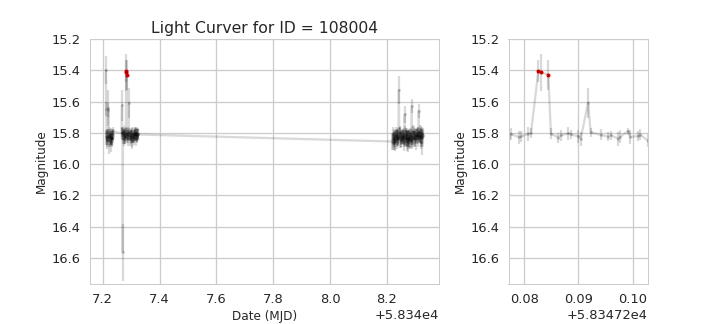 Light Curver for ID = 108004
15.2
15.4
15.6
15.8
16.0
16.2
16.4
16.6
Magnitude
7.2 7.4 7.6 7.8 8.0 8.2
Date (MJD)
+5.834e4
15.2
15.4
15.6
15.8
16.0
16.2
16.4
16.6
Magnitude
0.08 0.09 0.10
+5.83472e4